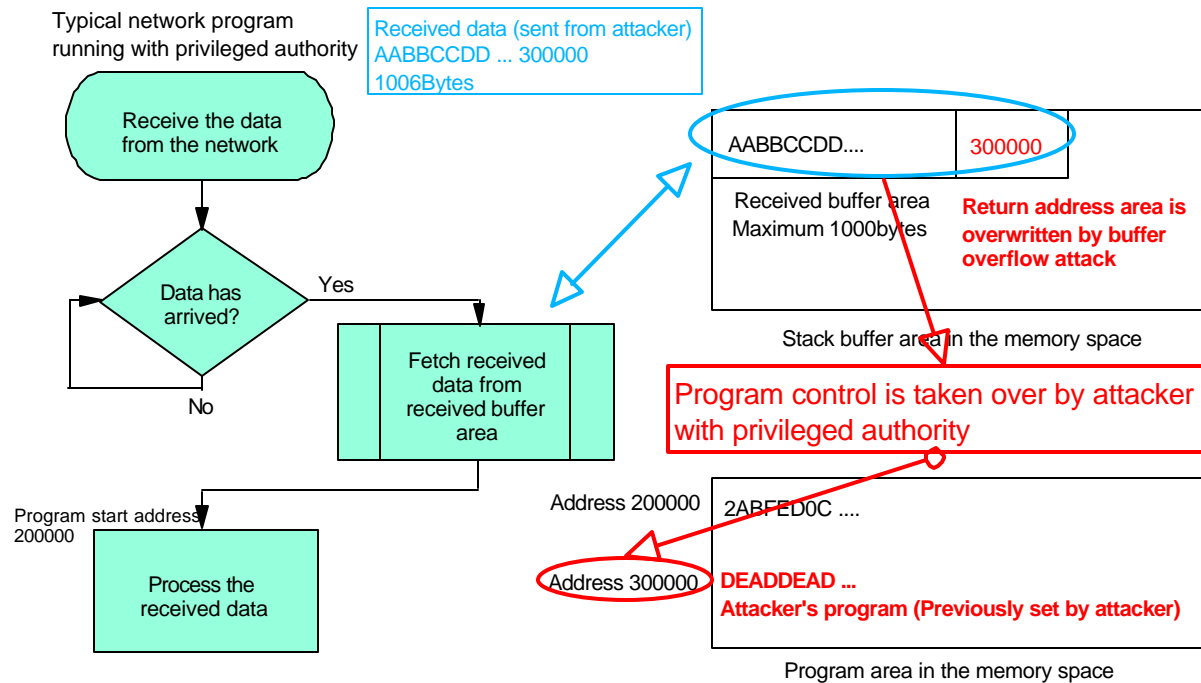 Typical network program
running with privileged authority
Received data (sent from attacker)
AABBCCDD ... 300000
1006Bytes
Receive the data
from the network
Data has
arrived?
Yes
No
Fetch received
data from
received buffer
area
Program start address
200000
Process the
received data
AABBCCDD....
300000
Received buffer area
Maximum 1000bytes
Return address area is
overwritten by buffer
overflow attack
Stack buffer area in the memory space
Program control is taken over by attacker
with privileged authority
Address 200000
2ABFED0C ....
Address 300000
DEADDEAD ...
Attacker's program (Previously set by attacker)
Program area in the memory space